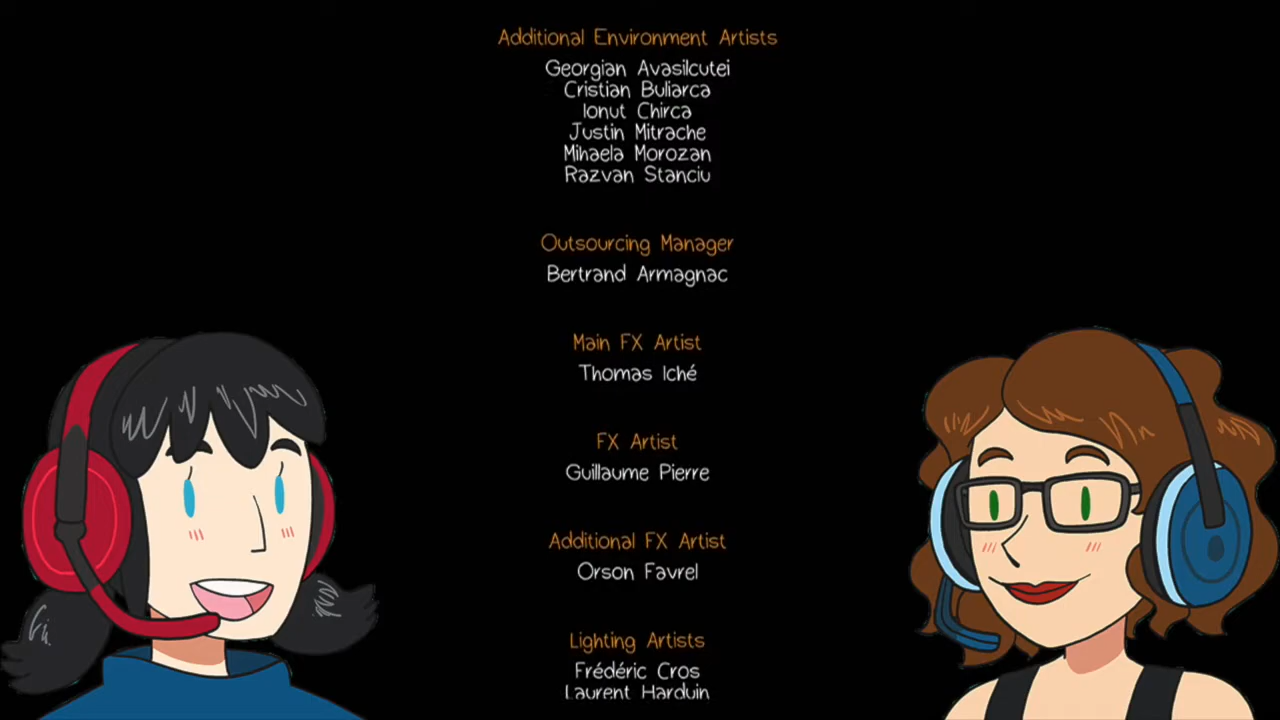 Additional Environment Artists
Georgian Avasilcutei
Cristian Buliarca
Ionut Chirca
Justin Mitrache
Mihaela Morozan
Razvan Stanciu
Outsourcing Manager
Bertrand Armagnac
Main FX Artist
Thomas Iché
FX Artist
Guillaume Pierre
Additional FX Artist
Orson Favrel
Lighting Artists
Frédéric Cros
Laurent Harduin